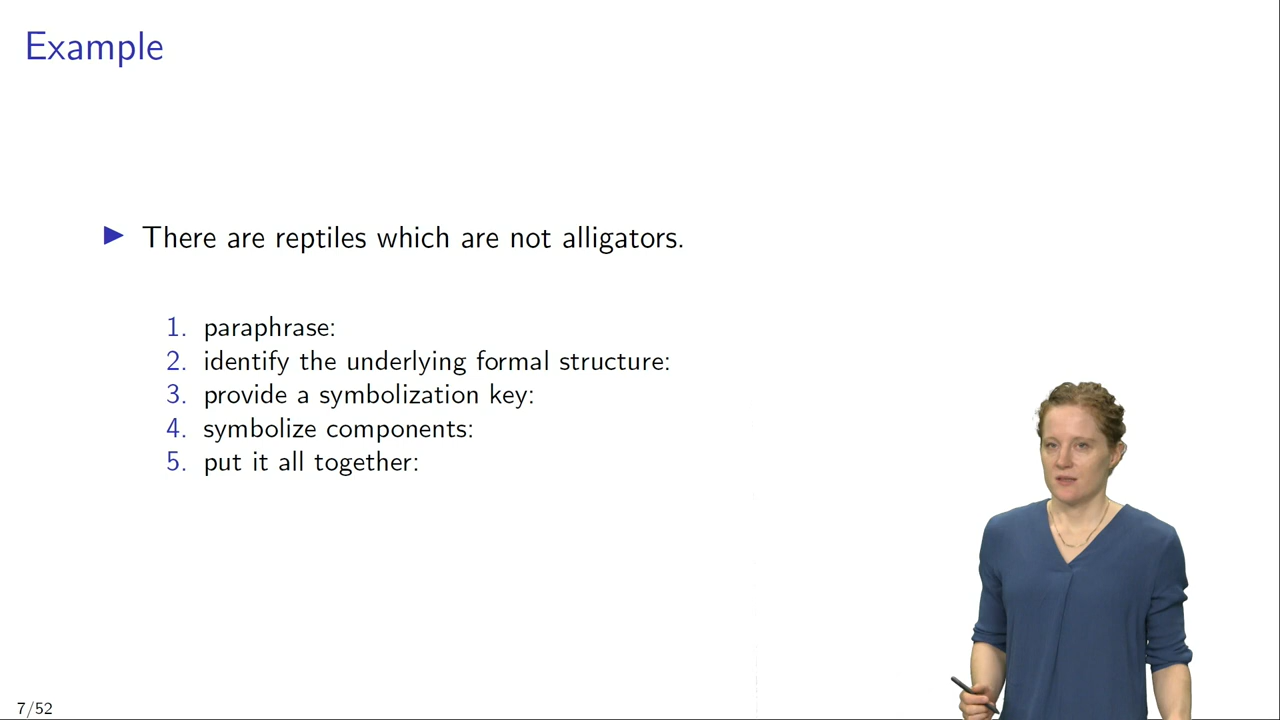 Example
▶ There are reptiles which are not alligators.
1. paraphrase:
2. identify the underlying formal structure:
3. provide a symbolization key:
4. symbolize components:
5. put it all together:
7/52